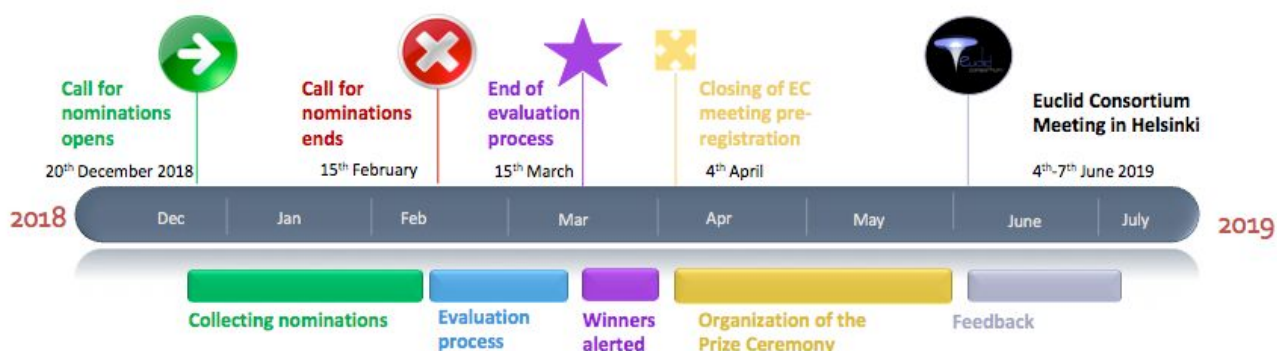 Call for
nominations
opens
20th December 2018
Call for
nominations
ends
15th February
End of
evaluation
process
15th March
Closing of EC
meeting pre-
registration
4th April
euclid
consortium
Euclid Consortium
Meeting in Helsinki
4th-7th June 2019
2018
Dec
Jan
Feb
Mar
Apr
May
June
July
2019
Collecting nominations
Evaluation
process
Winners
alerted
Organization of the
Prize Ceremony
Feedback